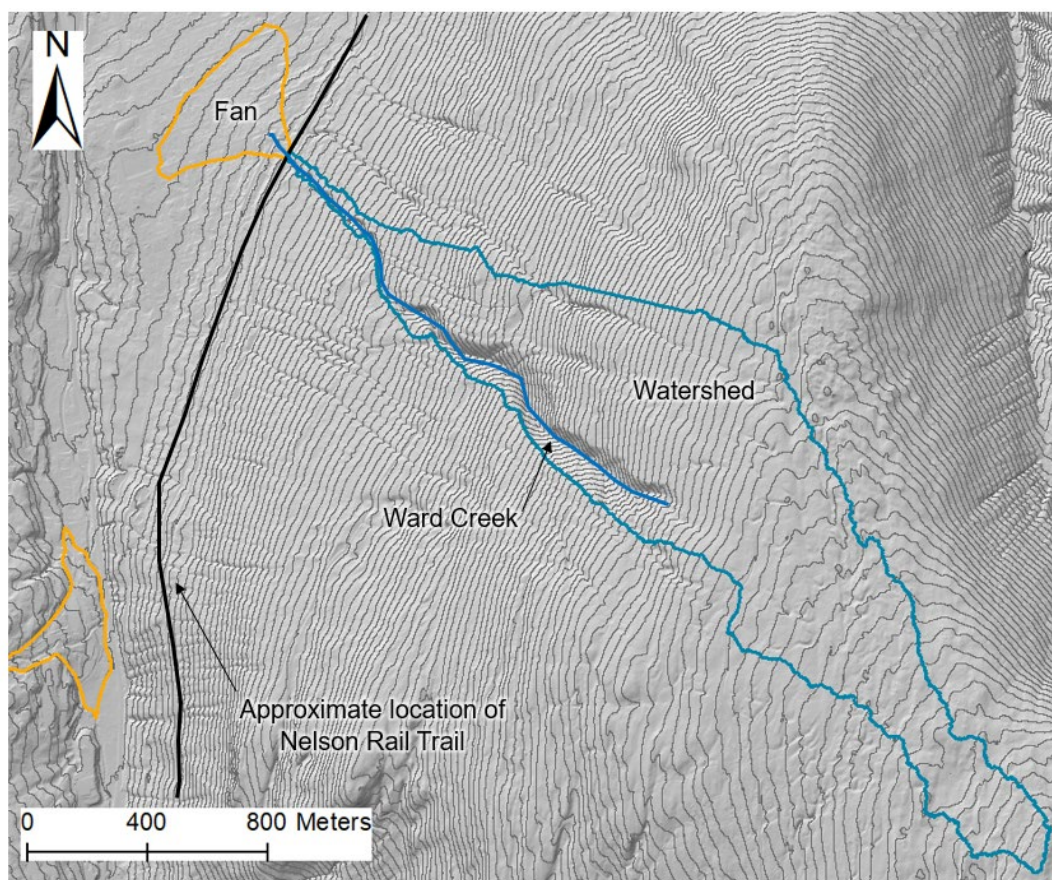 N
Fan
Watershed
Ward Creek
Approximate location of
Nelson Rail Trail
0 400 800 Meters